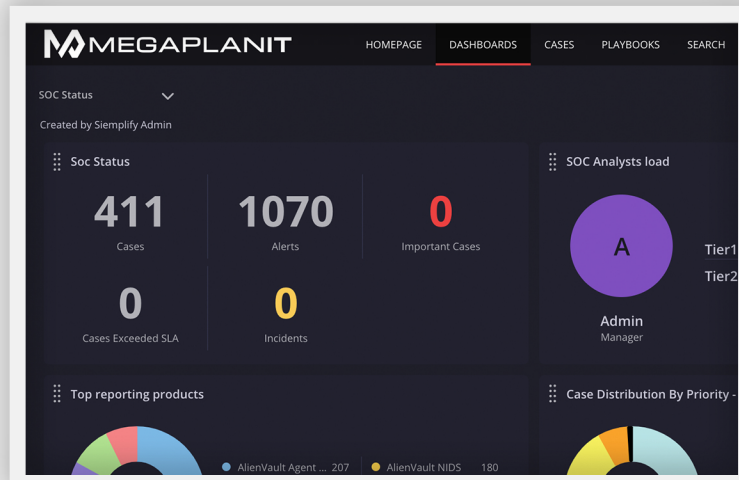 MEGAPLANIT
HOMEPAGE DASHBOARDS CASES PLAYBOOKS SEARCH
SOC Status
Created by Siemplify Admin
Soc Status
411 1070 0
Cases Alerts Important Cases
0 0
Cases Exceeded SLA Incidents
SOC Analysts load
A
Tier1
Tier2
Admin
Manager
Top reporting products
AlienVault Agent ... 207 AlienVault NIDS 180
Case Distribution By Priority -